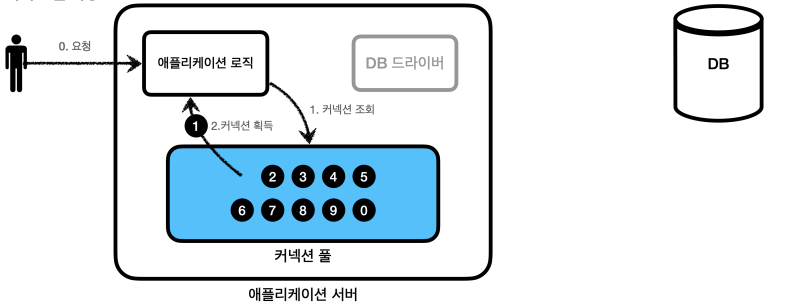 0. 요청
애플리케이션 로직
DB 드라이버
DB
1. 커넥션 조회
1
2.커넥션 획득
2 3 4 5
6 7 8 9 0
커넥션 풀
애플리케이션 서버